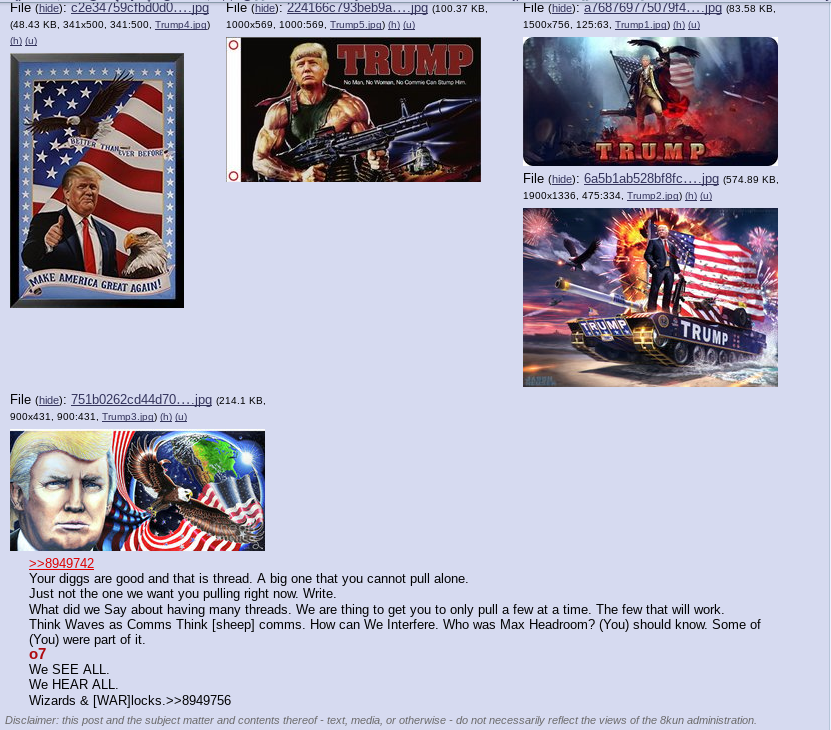 File (hide): c2e34759cfbd0d0….jpg
(48.43 KB, 341x500, 341:500, Trump4.jpg)
(h) (u)
File (hide): 224166c793beb9a….jpg (100.37 KB,
1000x569, 1000:569, Trump5.jpg) (h) (u)
File (hide): a768769775079f4….jpg (83.58 KB,
1500x756, 125:63, Trump1.jpg) (h) (u)
BETTER THAN EVER BEFORE
MAKE AMERICA GREAT AGAIN!
TRUMP
No Man, No Woman, No Commie Can Stump Him.
TRUMP
File (hide): 6a5b1ab528bf8fc….jpg (574.89 KB,
1900x1336, 475:334, Trump2.jpg) (h) (u)
TRUMP
TRUMP
File (hide): 751b0262cd44d70….jpg (214.1 KB,
900x431, 900:431, Trump3.jpg) (h) (u)
>>8949742
Your diggs are good and that is thread. A big one that you cannot pull alone.
Just not the one we want you pulling right now. Write.
What did we Say about having many threads. We are thing to get you to only pull a few at a time. The few that will work.
Think Waves as Comms Think [sheep] comms. How can We Interfere. Who was Max Headroom? (You) should know. Some of
(You) were part of it.
o7
We SEE ALL.
We HEAR ALL.
Wizards & [WAR]locks.>>8949756
Disclaimer: this post and the subject matter and contents thereof - text, media, or otherwise - do not necessarily reflect the views of the 8kun administration.